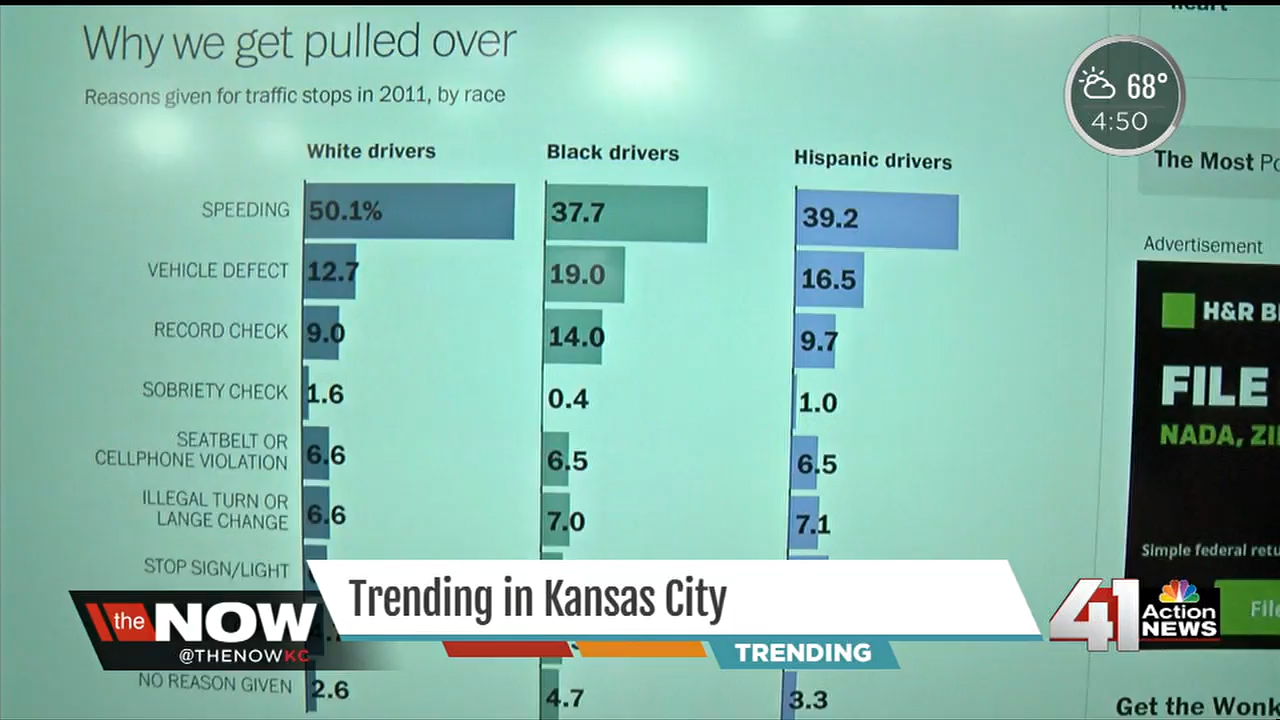 heart
Why we get pulled over
Reasons given for traffic stops in 2011, by race
68°
4:50
The Most Po
White drivers
Black drivers
Hispanic drivers
SPEEDING 50.1% 37.7 39.2
Advertisement
VEHICLE DEFECT 12.7 19.0 16.5
H&R B
RECORD CHECK 9.0 14.0 9.7
FILE
NADA, ZI
SOBRIETY CHECK 1.6 0.4 1.0
SEATBELT OR
CELLPHONE VIOLATION 6.6 6.5 6.5
ILLEGAL TURN OR
LANGE CHANGE 6.6 7.0 7.1
Simple federal retu
STOP SIGN/LIGHT
Trending in Kansas City
the NOW
@THENOWKC
TRENDING
41 Action
NEWS
File
NO REASON GIVEN 2.6 4.7 3.3
Get the Wonk